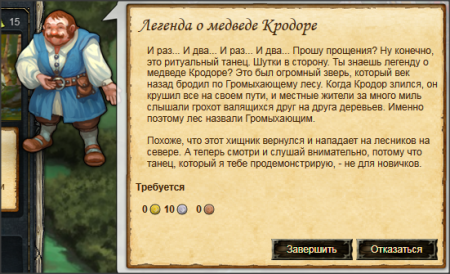 15
Легенда о медведе Кродоре
И раз... И два... И раз... И два... Прошу прощения? Ну конечно,
это ритуальный танец. Шутки в сторону. Ты знаешь легенду о
медведе Кродоре? Это был огромный зверь, который век
назад бродил по Громыхающему лесу. Когда Кродор злился, он
крушил все на своем пути, и местные жители за много миль
слышали грохот валящихся друг на друга деревьев. Именно
поэтому лес назвали Громыхающим.
Похоже, что этот хищник вернулся и нападает на лесников на
севере. А теперь смотри и слушай внимательно, потому что
танец, который я тебе продемонстрирую, - не для новичков.
Требуется
0 10 0
Завершить Отказаться